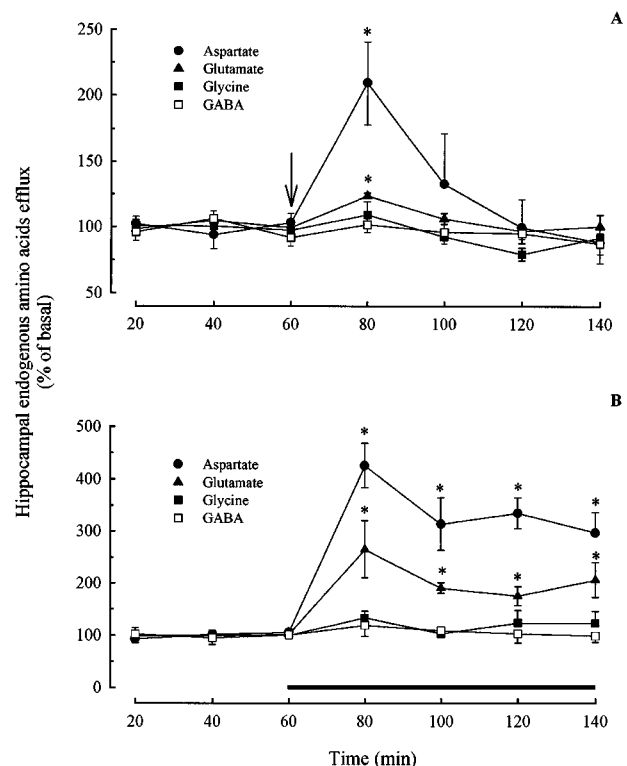 A
250
200
150
100
50
Aspartate
Glutamate
Glycine
GABA
*
*
20 40 60 80 100 120 140
Hippocampal endogenous amino acids efflux
(% of basal)
B
500
400
300
200
100
0
Aspartate
Glutamate
Glycine
GABA
* * * *
* * * *
20 40 60 80 100 120 140
Time (min)